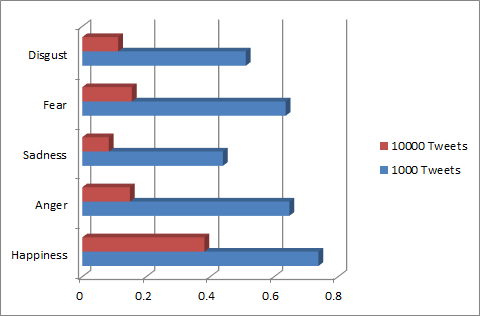 Disgust
Fear
Sadness
Anger
Happiness
0 0.2 0.4 0.6 0.8
10000 Tweets
1000 Tweets